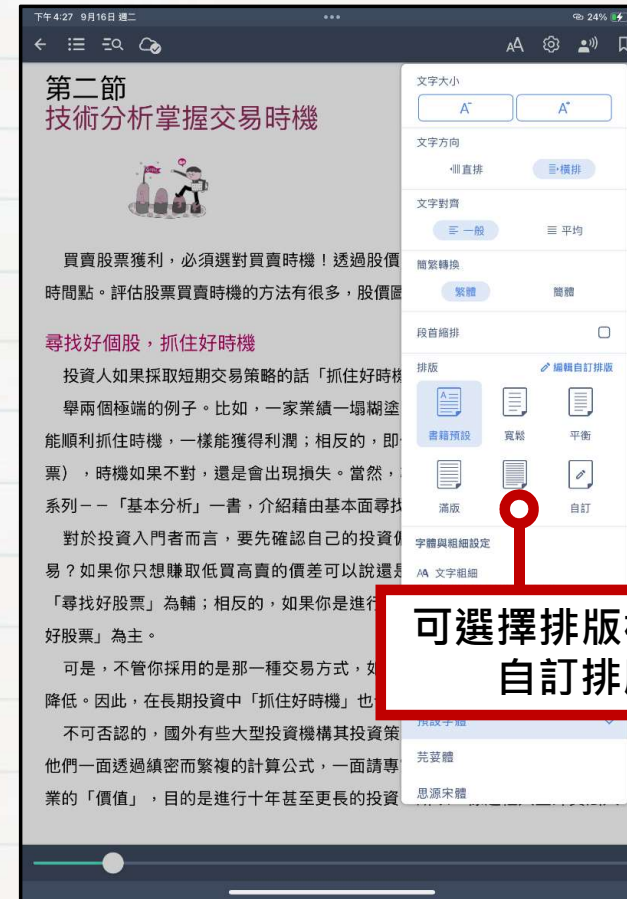 下午4:27 9月16日 週二
24%
AA
第二節
技術分析掌握交易時機
買賣股票獲利,必須選對買賣時機!透過股價
時間點。評估股票買賣時機的方法有很多,股價圖
尋找好個股,抓住好時機
投資人如果採取短期交易策略的話「抓住好時機
舉兩個極端的例子。比如,一家業績一塌糊塗
能順利抓住時機,一樣能獲得利潤;相反的,即
票),時機如果不對,還是會出現損失。當然,
系列--「基本分析」一書,介紹藉由基本面尋找
對於投資入門者而言,要先確認自己的投資偏
易?如果你只想賺取低買高賣的價差可以說還是
「尋找好股票」為輔;相反的,如果你是進行
好股票」為主。
可是,不管你採用的是那一種交易方式,如
降低。因此,在長期投資中「抓住好時機」也
不可否認的,國外有些大型投資機構其投資策
他們一面透過縝密而繁複的計算公式,一面請專
業的「價值」,目的是進行十年甚至更長的投資
文字大小
A- A+
文字方向
直排 橫排
文字對齊
一般 平均
簡繁轉換
繁體 簡體
段首縮排
排版 編輯自訂排版
書籍預設 寬鬆 平衡
滿版 自訂
字體與粗細設定
AA 文字粗細
可選擇排版
自訂排
預設字體
芫荽體
思源宋體